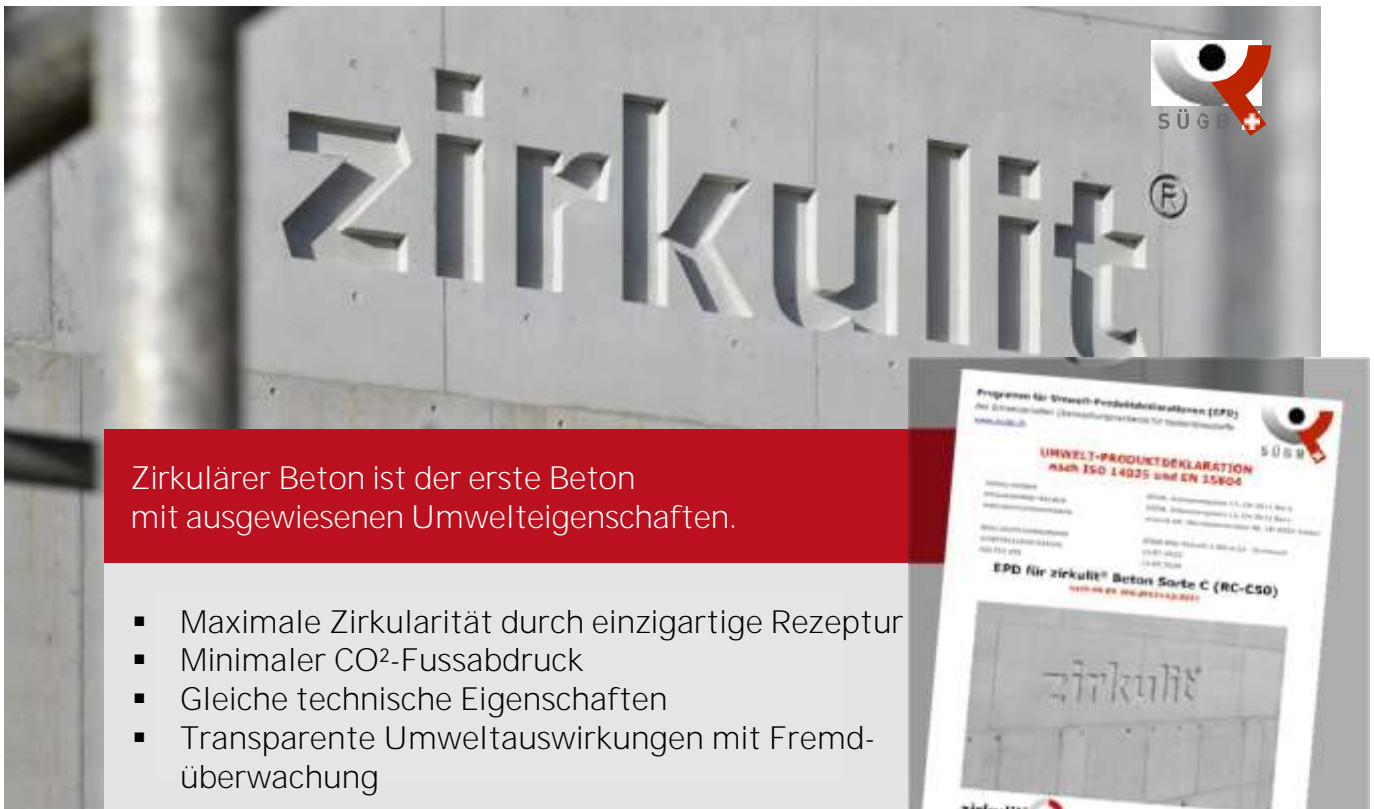 zirkulit®
SÜGB
Zirkulärer Beton ist der erste Beton
mit ausgewiesenen Umwelteigenschaften.
▪ Maximale Zirkularität durch einzigartige Rezeptur
▪ Minimaler CO²-Fussabdruck
▪ Gleiche technische Eigenschaften
▪ Transparente Umweltauswirkungen mit Fremd-
überwachung
Programm für Umwelt-Produktdeklarationen (EPD)
SÜGB
UMWELT-PRODUKTDEKLARATION
nach ISO 14025 und EN 15804
EPD für zirkulit® Beton Sorte C (RC-C50)
zirkulit
zirkulit